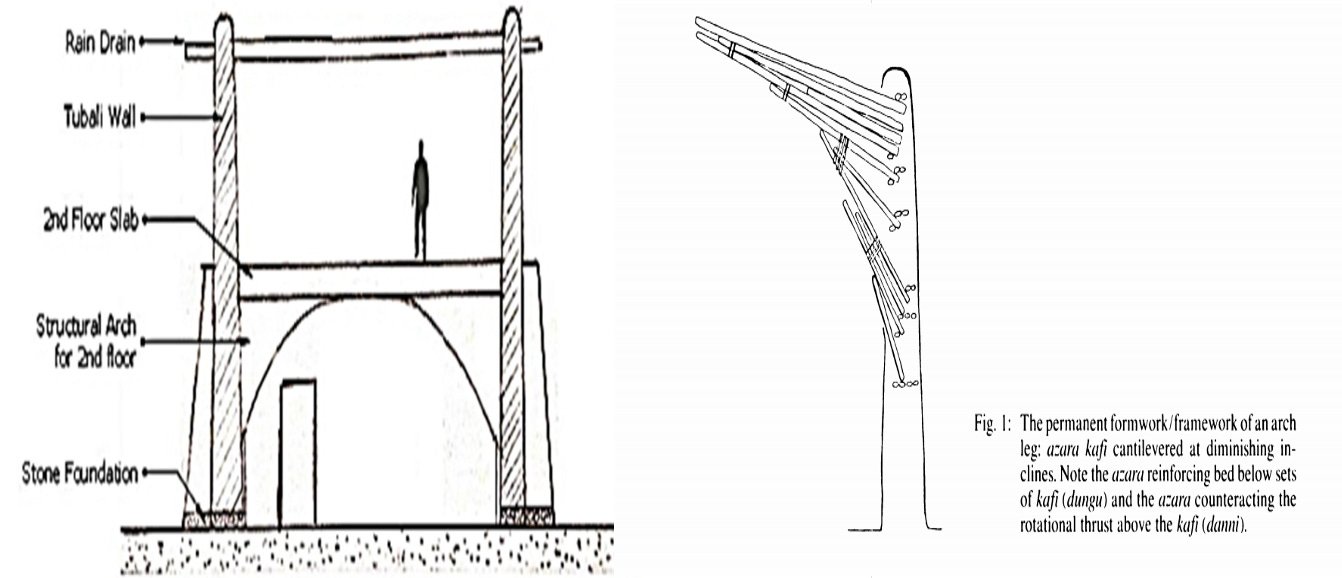 Rain Drain
Tubali Wall
2nd Floor Slab
Structural Arch
for 2nd floor
Stone Foundation
Fig. 1: The permanent formwork/framework of an arch
leg: azara kafi cantilevered at diminishing in-
clines. Note the azara reinforcing bed below sets
of kafi (dungu) and the azara counteracting the
rotational thrust above the kafi (danni).